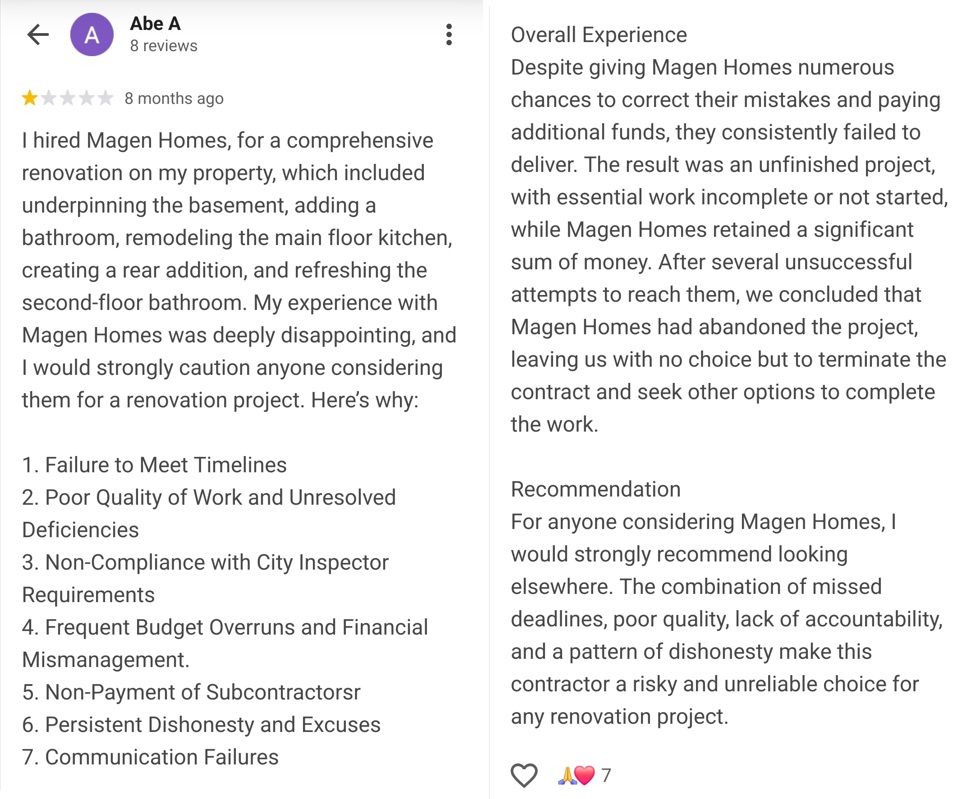 Abe A
8 reviews
8 months ago
I hired Magen Homes, for a comprehensive
renovation on my property, which included
underpinning the basement, adding a
bathroom, remodeling the main floor kitchen,
creating a rear addition, and refreshing the
second-floor bathroom. My experience with
Magen Homes was deeply disappointing, and
I would strongly caution anyone considering
them for a renovation project. Here’s why:
1. Failure to Meet Timelines
2. Poor Quality of Work and Unresolved
Deficiencies
3. Non-Compliance with City Inspector
Requirements
4. Frequent Budget Overruns and Financial
Mismanagement.
5. Non-Payment of Subcontractorsr
6. Persistent Dishonesty and Excuses
7. Communication Failures
Overall Experience
Despite giving Magen Homes numerous
chances to correct their mistakes and paying
additional funds, they consistently failed to
deliver. The result was an unfinished project,
with essential work incomplete or not started,
while Magen Homes retained a significant
sum of money. After several unsuccessful
attempts to reach them, we concluded that
Magen Homes had abandoned the project,
leaving us with no choice but to terminate the
contract and seek other options to complete
the work.
Recommendation
For anyone considering Magen Homes, I
would strongly recommend looking
elsewhere. The combination of missed
deadlines, poor quality, lack of accountability,
and a pattern of dishonesty make this
contractor a risky and unreliable choice for
any renovation project.
🙏❤️ 7